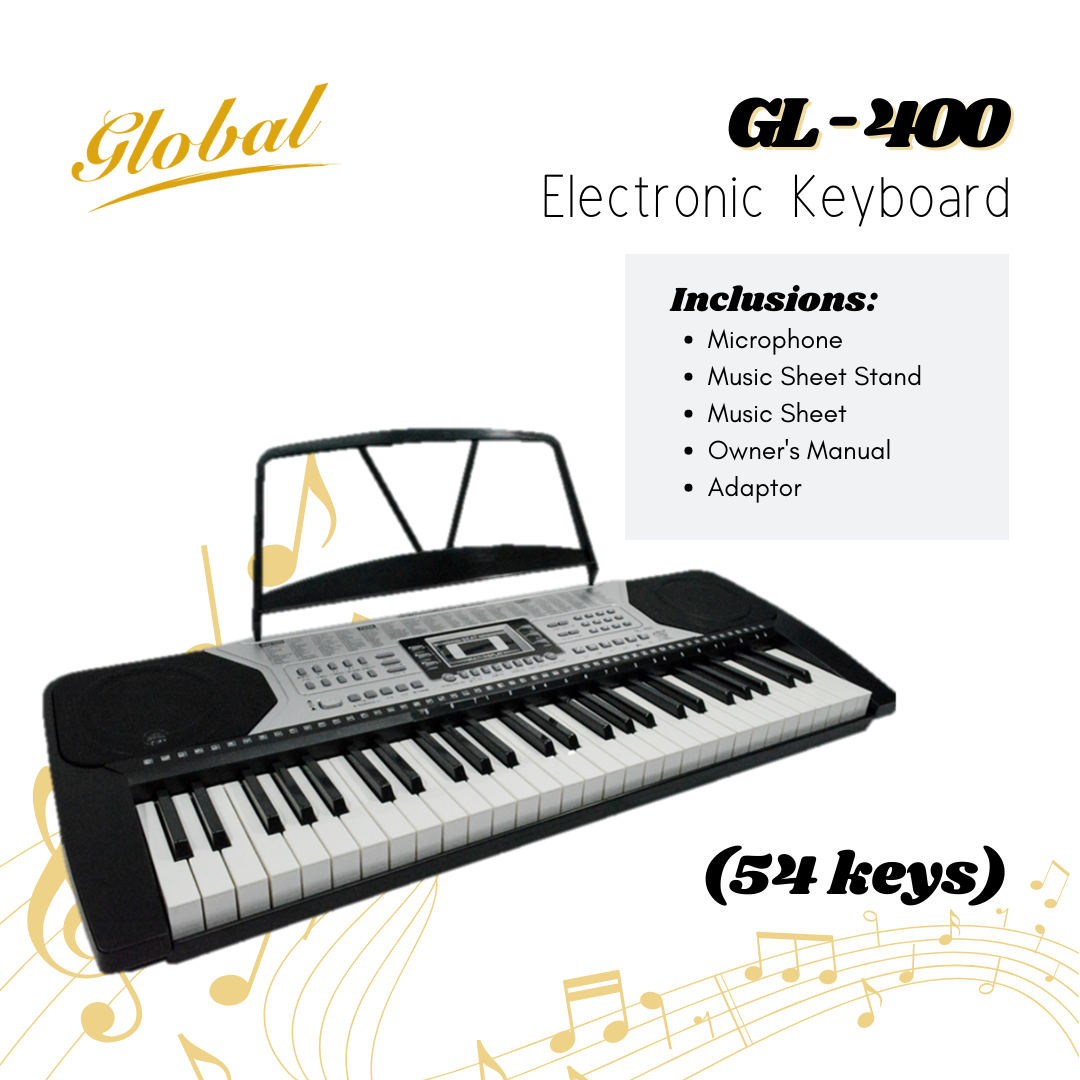 Global
GL - 400
Electronic Keyboard
Inclusions:
Microphone
Music Sheet Stand
Music Sheet
Owner's Manual
Adaptor
(54 keys)